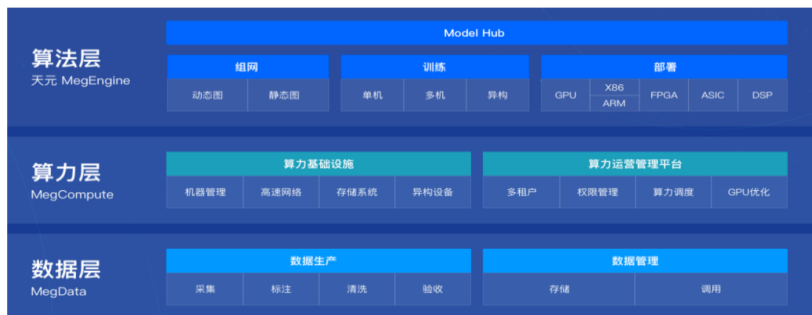 Model Hub
算法层
天元 MegEngine
组网 训练 部署
动态图 静态图 单机 多机 异构 GPU X86 ARM FPGA ASIC DSP
算力层
MegCompute
算力基础设施 算力运营管理平台
机器管理 高速网络 存储系统 异构设备 多租户 权限管理 算力调度 GPU优化
数据层
MegData
数据生产 数据管理
采集 标注 清洗 验收 存储 调用